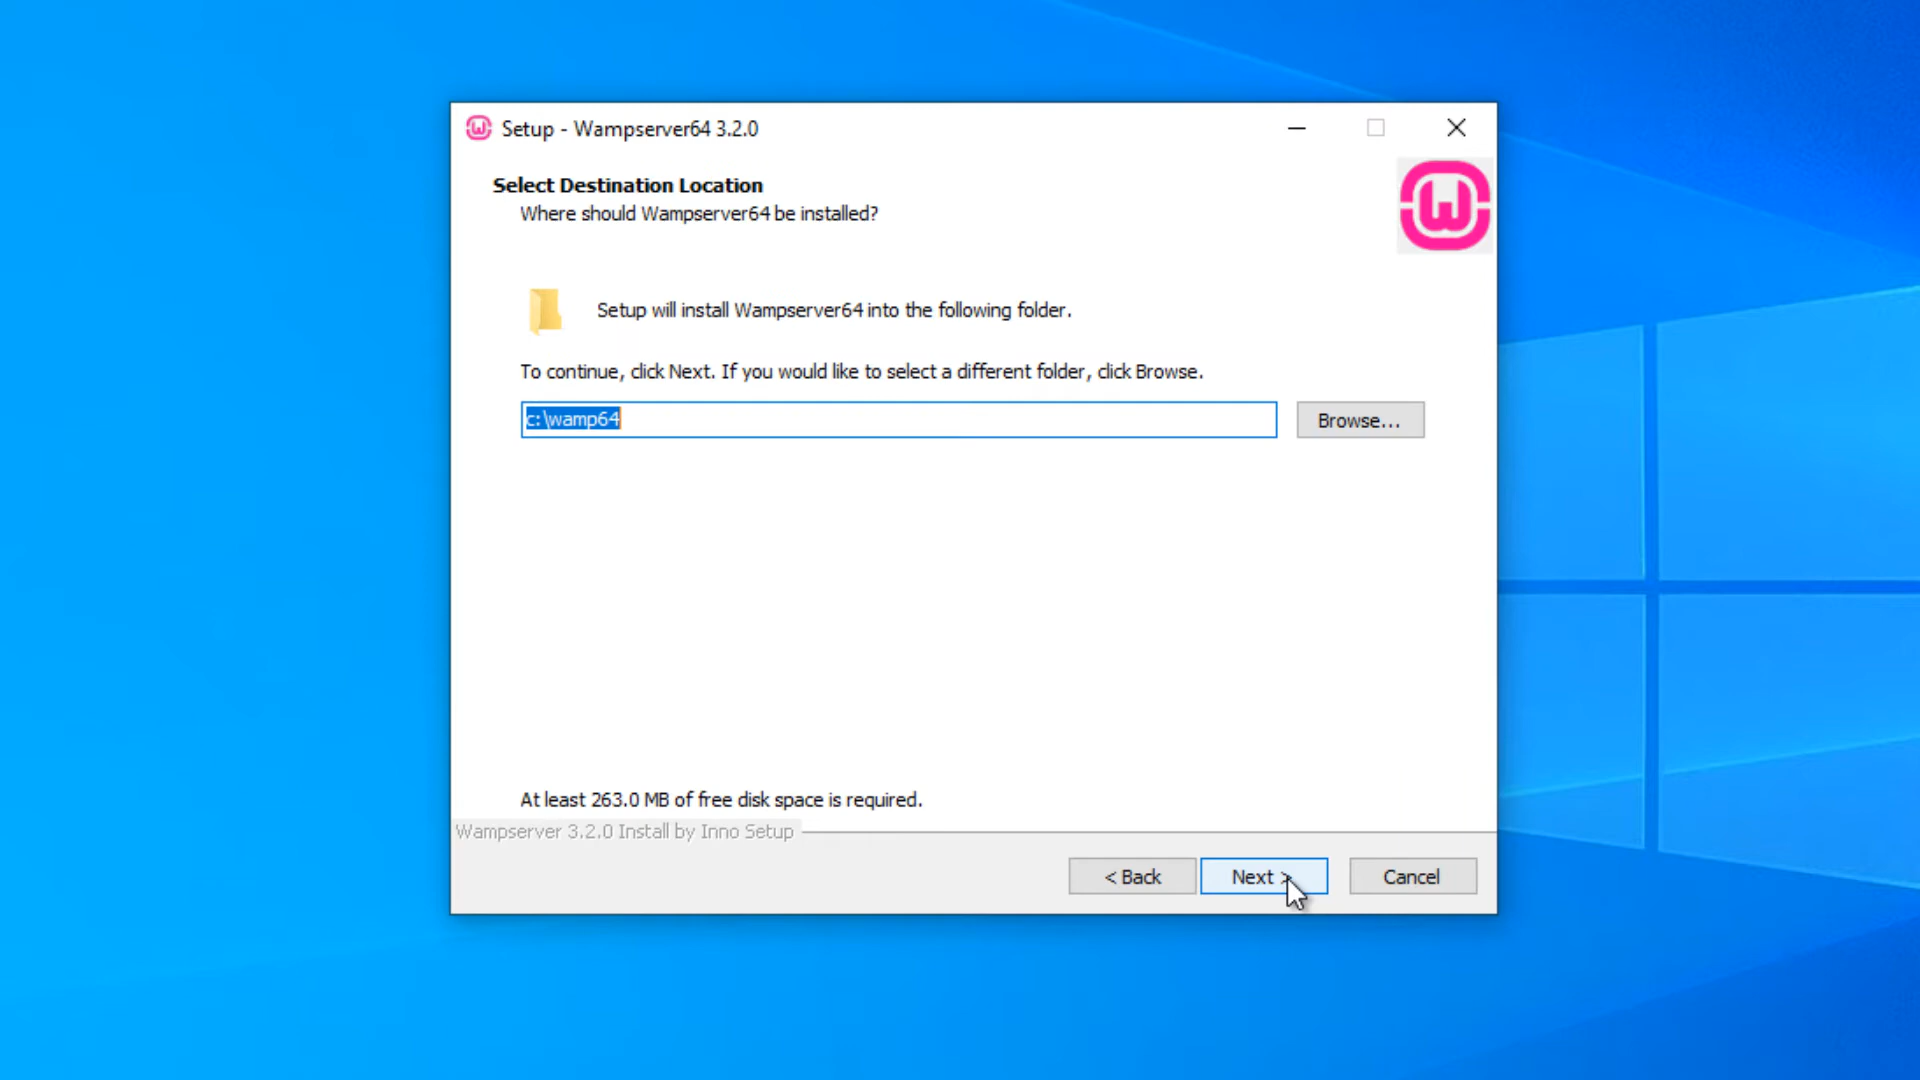 Setup - Wampserver64 3.2.0
Select Destination Location
Where should Wampserver64 be installed?
Setup will install Wampserver64 into the following folder.
To continue, click Next. If you would like to select a different folder, click Browse.
c:\wamp64
Browse...
At least 263.0 MB of free disk space is required.
Wampserver 3.2.0 Install by Inno Setup
< Back
Next >
Cancel